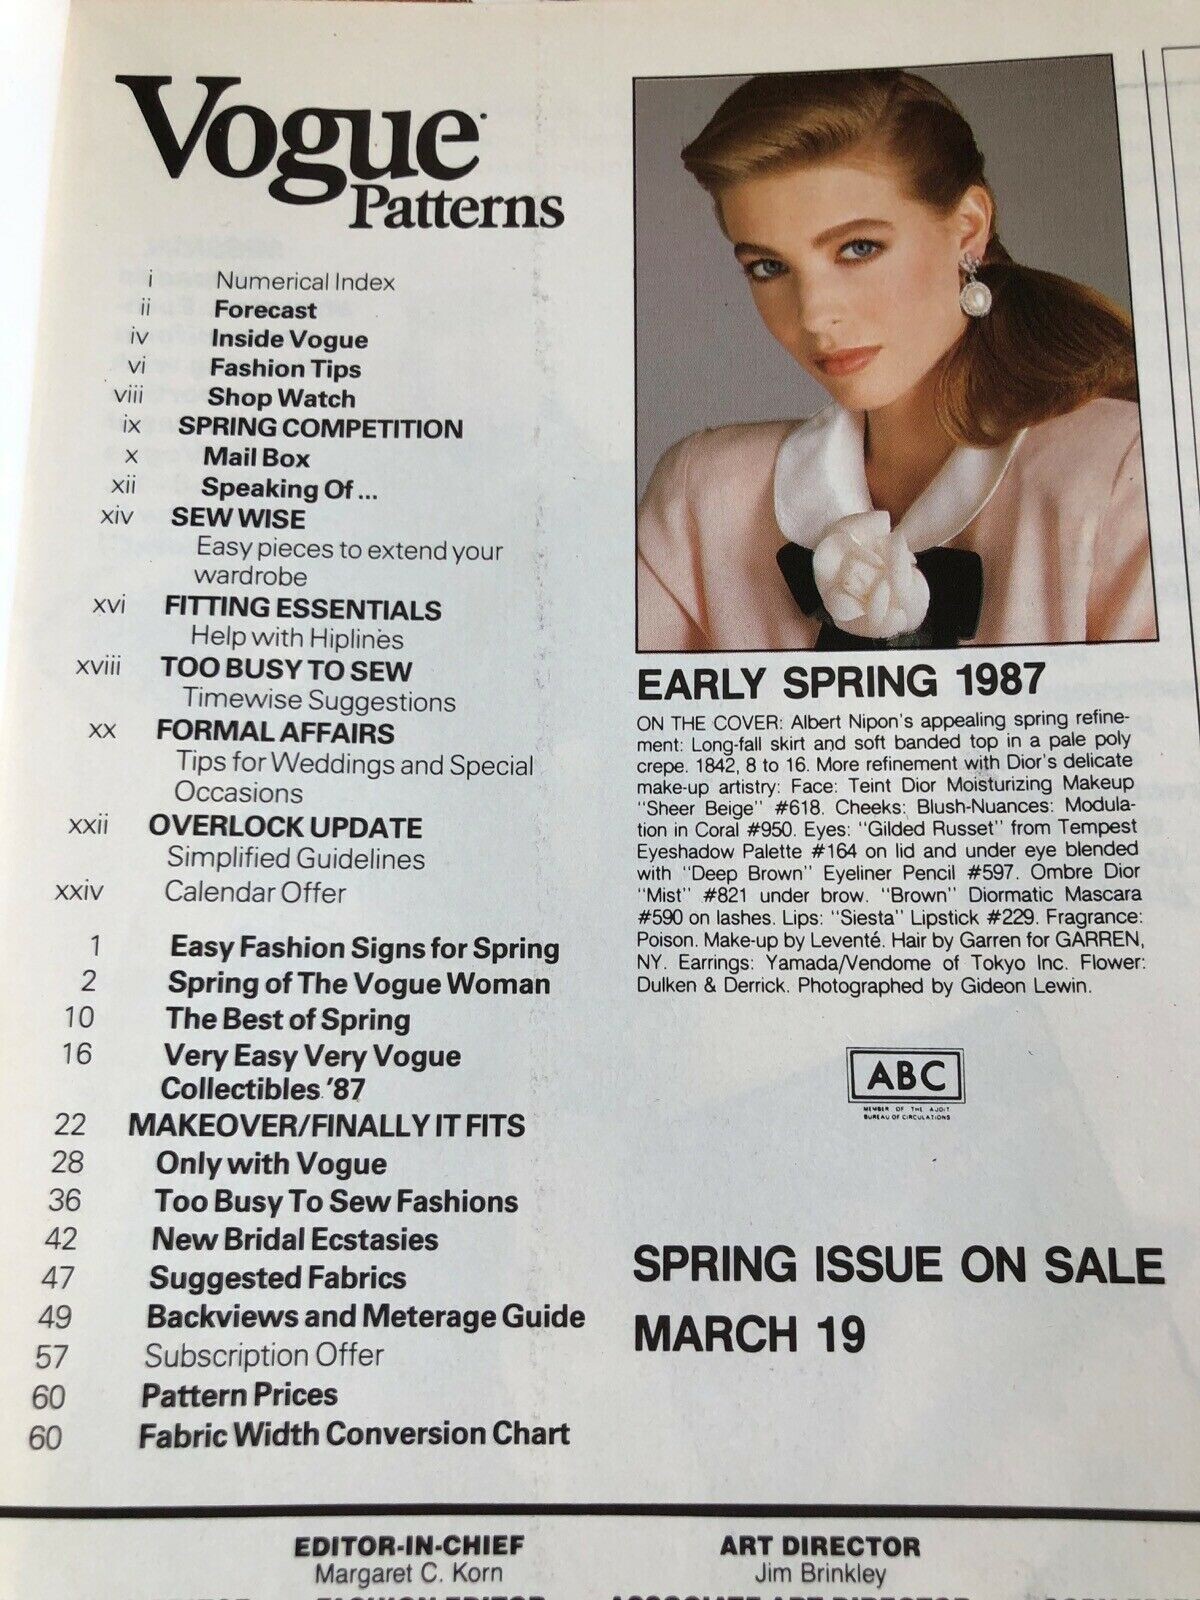 Vogue
Patterns
i Numerical Index
ii Forecast
iv Inside Vogue
vi Fashion Tips
viii Shop Watch
ix SPRING COMPETITION
x Mail Box
xii Speaking Of ...
xiv SEW WISE
Easy pieces to extend your
wardrobe
xvi FITTING ESSENTIALS
Help with Hiplines
xviii TOO BUSY TO SEW
Timewise Suggestions
xx FORMAL AFFAIRS
Tips for Weddings and Special
Occasions
xxii OVERLOCK UPDATE
Simplified Guidelines
xxiv Calendar Offer
1 Easy Fashion Signs for Spring
2 Spring of The Vogue Woman
10 The Best of Spring
16 Very Easy Very Vogue
Collectibles '87
22 MAKEOVER/FINALLY IT FITS
28 Only with Vogue
36 Too Busy To Sew Fashions
42 New Bridal Ecstasies
47 Suggested Fabrics
49 Backviews and Meterage Guide
57 Subscription Offer
60 Pattern Prices
60 Fabric Width Conversion Chart
EARLY SPRING 1987
ON THE COVER: Albert Nipon's appealing spring refine-
ment: Long-fall skirt and soft banded top in a pale poly
crepe. 1842, 8 to 16. More refinement with Dior's delicate
make-up artistry: Face: Teint Dior Moisturizing Makeup
"Sheer Beige" #618. Cheeks: Blush-Nuances: Modula-
tion in Coral #950. Eyes: "Gilded Russet" from Tempest
Eyeshadow Palette #164 on lid and under eye blended
with "Deep Brown" Eyeliner Pencil #597. Ombre Dior
"Mist" #821 under brow. "Brown" Diormatic Mascara
#590 on lashes. Lips: "Siesta" Lipstick #229. Fragrance:
Poison. Make-up by Leventé. Hair by Garren for GARREN,
NY. Earrings: Yamada/Vendome of Tokyo Inc. Flower:
Dulken & Derrick. Photographed by Gideon Lewin.
ABC
MEMBER OF THE AUDIT
BUREAU OF CIRCULATIONS
SPRING ISSUE ON SALE
MARCH 19
EDITOR-IN-CHIEF
Margaret C. Korn
ART DIRECTOR
Jim Brinkley
FASHION EDITOR
ASSOCIATE ART DIRECTOR